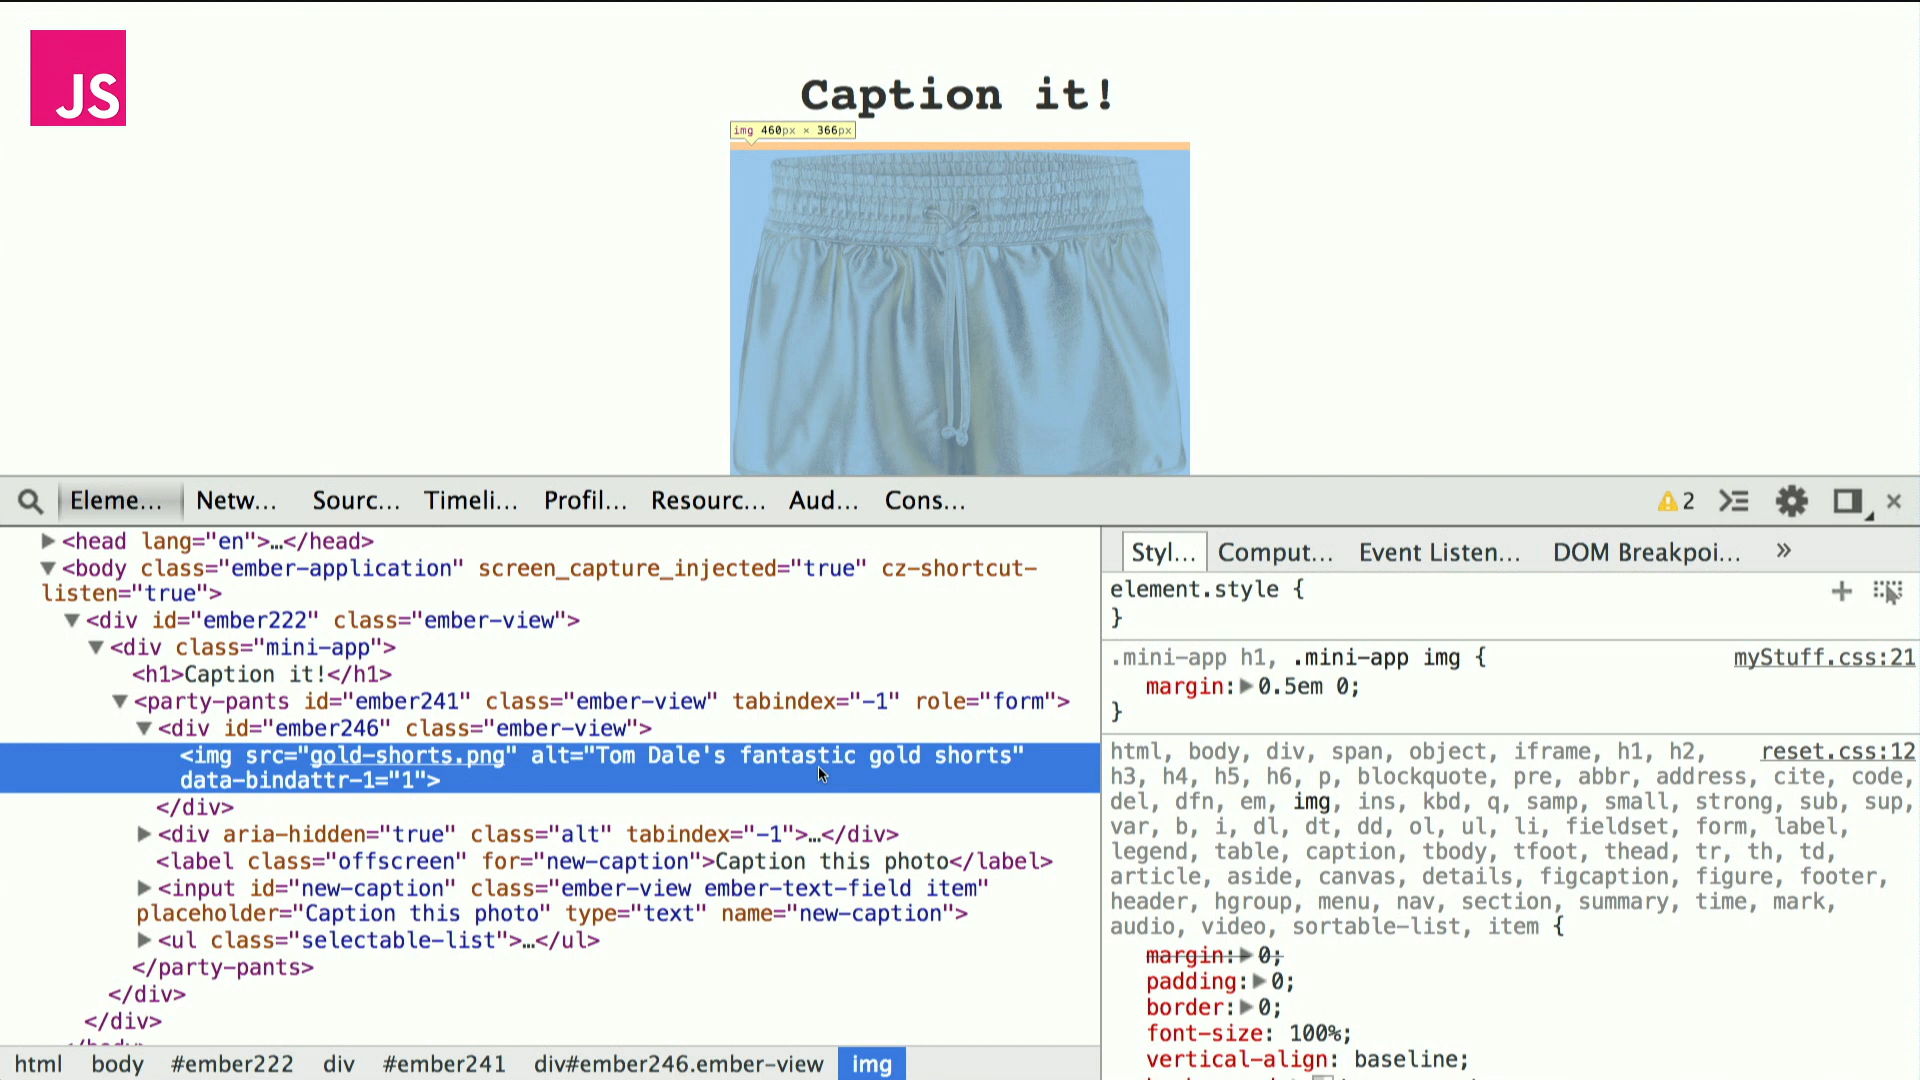 JS
Caption it!
img 460px × 366px
Eleme... Netw... Sourc... Timeli... Profil... Resourc... Aud... Cons... 2
<head lang="en">…</head>
<body class="ember-application" screen_capture_injected="true" cz-shortcut-
listen="true">
<div id="ember222" class="ember-view">
<div class="mini-app">
<h1>Caption it!</h1>
<party-pants id="ember241" class="ember-view" tabindex="-1" role="form">
<div id="ember246" class="ember-view">
<img src="gold-shorts.png" alt="Tom Dale's fantastic gold shorts"
data-bindattr-1="1">
</div>
<div aria-hidden="true" class="alt" tabindex="-1">…</div>
<label class="offscreen" for="new-caption">Caption this photo</label>
<input id="new-caption" class="ember-view ember-text-field item"
placeholder="Caption this photo" type="text" name="new-caption">
<ul class="selectable-list">…</ul>
</party-pants>
</div>
</div>
html body #ember222 div #ember241 div#ember246.ember-view img
Styl... Comput... Event Listen... DOM Breakpoi... »
element.style {
}
.mini-app h1, .mini-app img { myStuff.css:21
margin: 0.5em 0;
}
html, body, div, span, object, iframe, h1, h2, reset.css:12
h3, h4, h5, h6, p, blockquote, pre, abbr, address, cite, code,
del, dfn, em, img, ins, kbd, q, samp, small, strong, sub, sup,
var, b, i, dl, dt, dd, ol, ul, li, fieldset, form, label,
legend, table, caption, tbody, tfoot, thead, tr, th, td,
article, aside, canvas, details, figcaption, figure, footer,
header, hgroup, menu, nav, section, summary, time, mark,
audio, video, sortable-list, item {
margin: 0;
padding: 0;
border: 0;
font-size: 100%;
vertical-align: baseline;